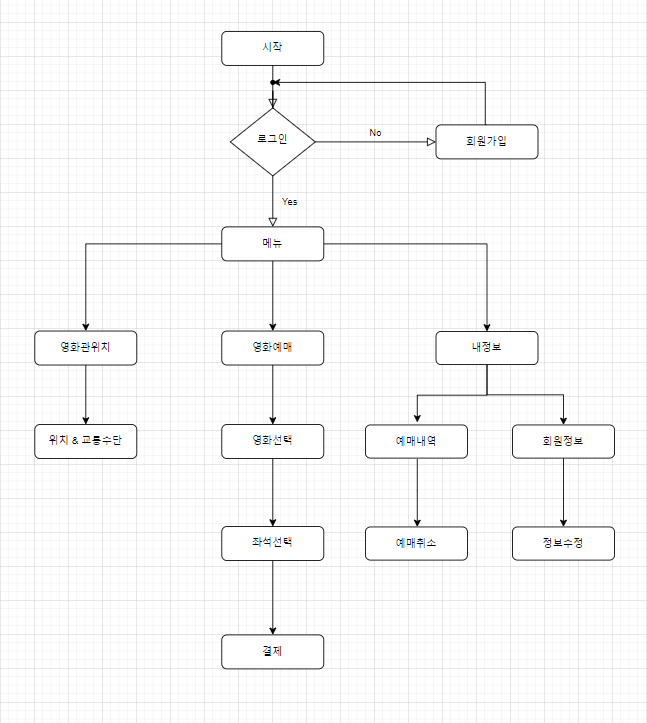 시작
로그인
No
회원가입
Yes
메뉴
영화관위치
영화예매
내정보
위치 & 교통수단
영화선택
예매내역
회원정보
좌석선택
예매취소
정보수정
결제